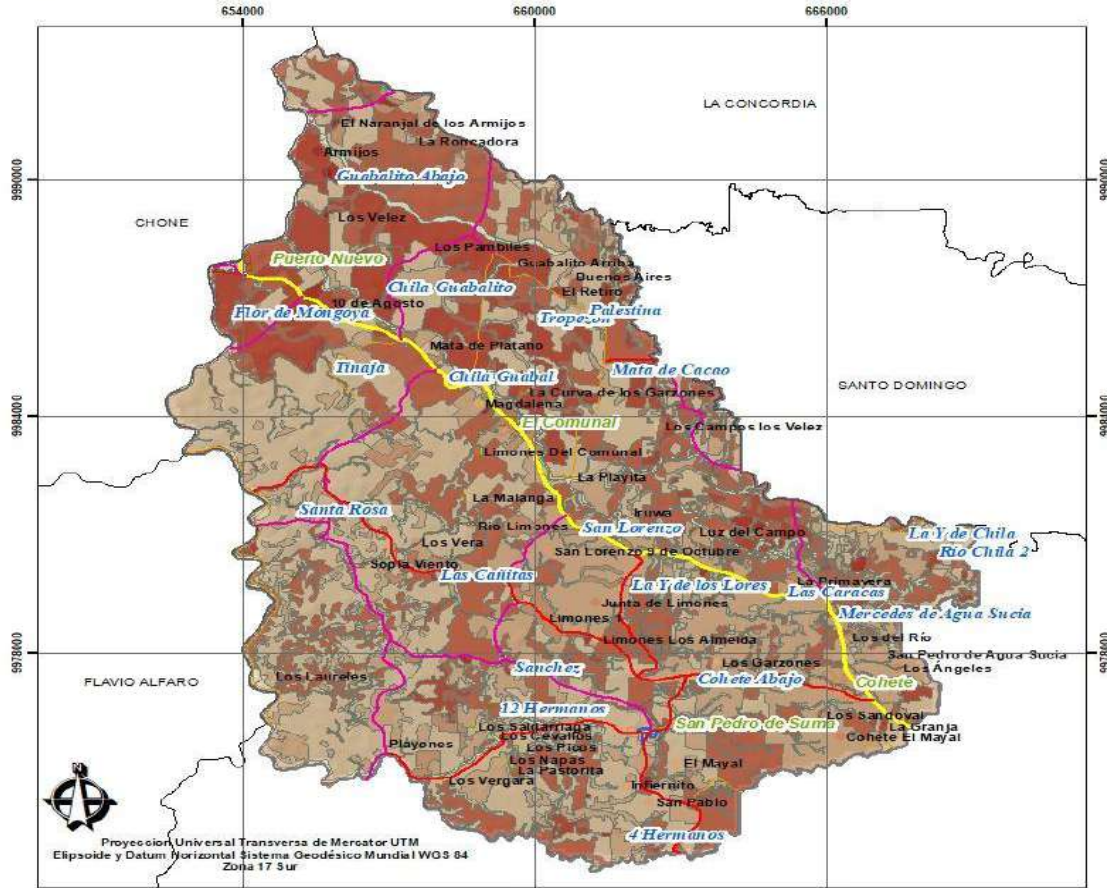 654000
660000
666000
LA CONCORDIA
El Naranjal de los Armijos
La Roncadora
Armijos
Guabalito Abajo
9990000
9990000
CHONE
Los Velez
Los Pambiles
Puerto Nuevo
Guabalito Arriba
Buenos Aires
Chila Guabalito
El Retiro
10 de Agosto
Flor de Mongoya
Palestina
Tropezon
Mata de Platano
Tinaja
Chila Guabal
Mata de Cacao
SANTO DOMINGO
La Curva de los Garzones
Magdalena
9984000
9984000
El Comunal
Los Campos los Velez
Limones Del Comunal
La Playita
La Malanga
Santa Rosa
Iruwa
Rio Limones
San Lorenzo
Luz del Campo
La Y de Chila
Los Vera
San Lorenzo 9 de Octubre
Rio Chila 2
Sopla Viento
Las Cañitas
La Y de los Lores
La Primavera
Las Caracas
Junta de Limones
Mercedes de Agua Sucia
Limones 1
Limones Los Almeida
Los del Río
9978000
9978000
San Pedro de Agua Sucia
Sanchez
Los Garzones
Los Ángeles
FLAVIO ALFARO
Los Laureles
Cohete Abajo
Cohete
12 Hermanos
Los Sandoval
Los Saldarriaga
San Pedro de Suma
La Granja
Los Cevallos
Cohete El Mayal
Playones
Los Picos
Los Napas
El Mayal
La Pastorita
Los Vergara
Infiernito
San Pablo
N
4 Hermanos
Proyeccion Universal Transversa de Mercator UTM
Elipsoide y Datum Horizontal Sistema Geodésico Mundial WGS 84
Zona 17 Sur